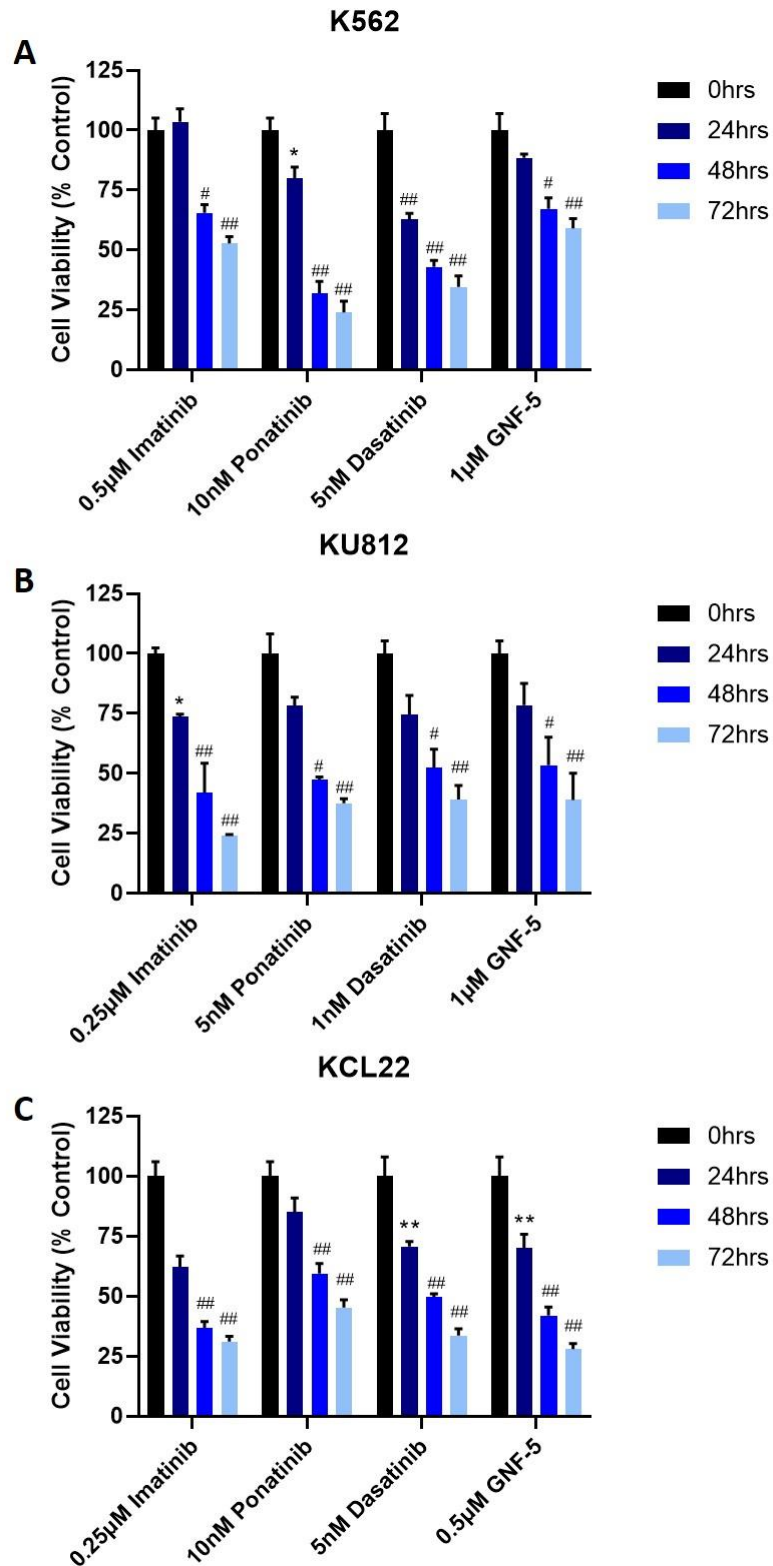 K562
A
Cell Viability (% Control)
125
100
75
50
25
0
*
#
##
##
##
##
##
##
#
##
0.5µM Imatinib
10nM Ponatinib
5nM Dasatinib
1µM GNF-5
0hrs
24hrs
48hrs
72hrs
KU812
B
Cell Viability (% Control)
125
100
75
50
25
0
*
##
##
#
##
#
##
#
##
0.25µM Imatinib
5nM Ponatinib
1nM Dasatinib
1µM GNF-5
0hrs
24hrs
48hrs
72hrs
KCL22
C
Cell Viability (% Control)
125
100
75
50
25
0
##
##
##
##
**
##
##
**
##
##
0.25µM Imatinib
10nM Ponatinib
5nM Dasatinib
0.5µM GNF-5
0hrs
24hrs
48hrs
72hrs